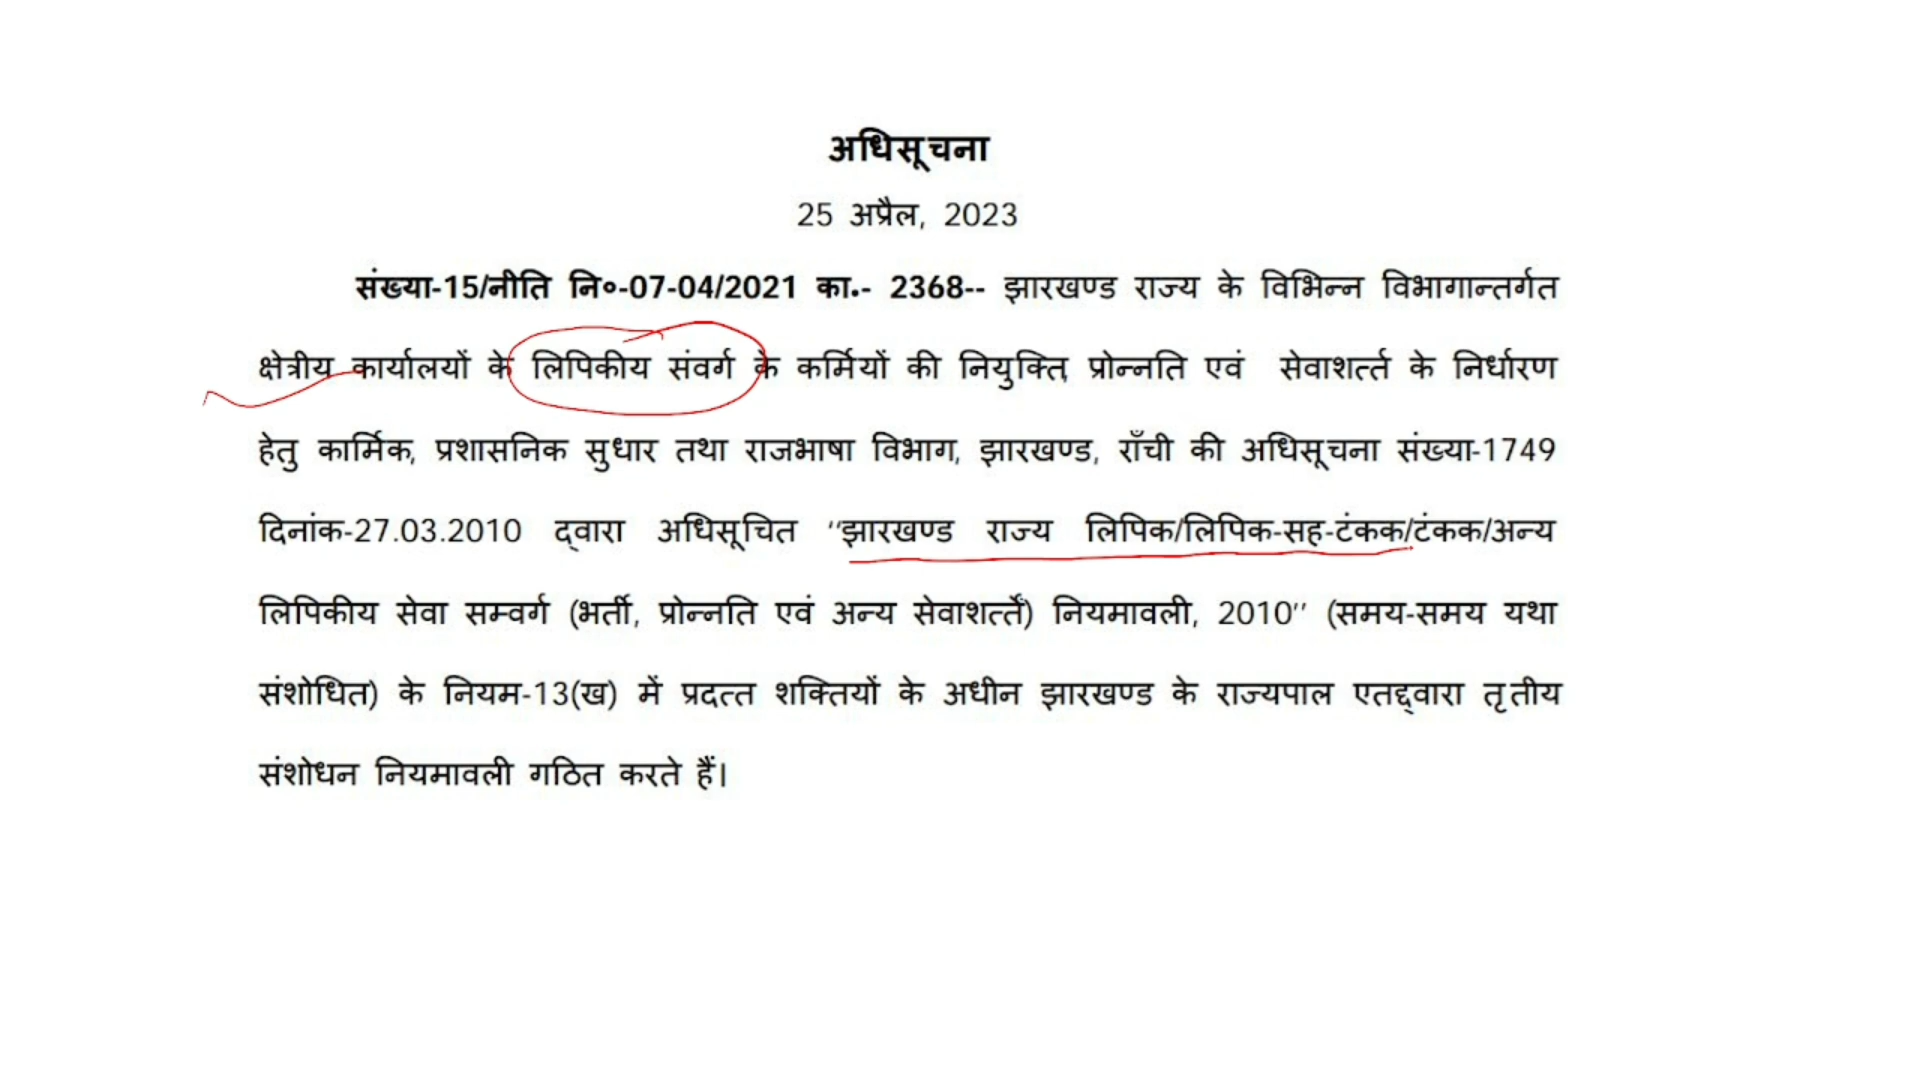 अधिसूचना
25 अप्रैल, 2023
संख्या-15/नीति नि०-07-04/2021 का.- 2368-- झारखण्ड राज्य के विभिन्न विभागान्तर्गत
क्षेत्रीय कार्यालयों के लिपिकीय संवर्ग के कर्मियों की नियुक्ति, प्रोन्नति एवं सेवाशर्त्त के निर्धारण
हेतु कार्मिक, प्रशासनिक सुधार तथा राजभाषा विभाग, झारखण्ड, राँची की अधिसूचना संख्या-1749
दिनांक-27.03.2010 द्वारा अधिसूचित ''झारखण्ड राज्य लिपिक/लिपिक-सह-टंकक/टंकक/अन्य
लिपिकीय सेवा सम्वर्ग (भर्ती, प्रोन्नति एवं अन्य सेवाशर्त्तें) नियमावली, 2010'' (समय-समय यथा
संशोधित) के नियम-13(ख) में प्रदत्त शक्तियों के अधीन झारखण्ड के राज्यपाल एतद्द्वारा तृतीय
संशोधन नियमावली गठित करते हैं।